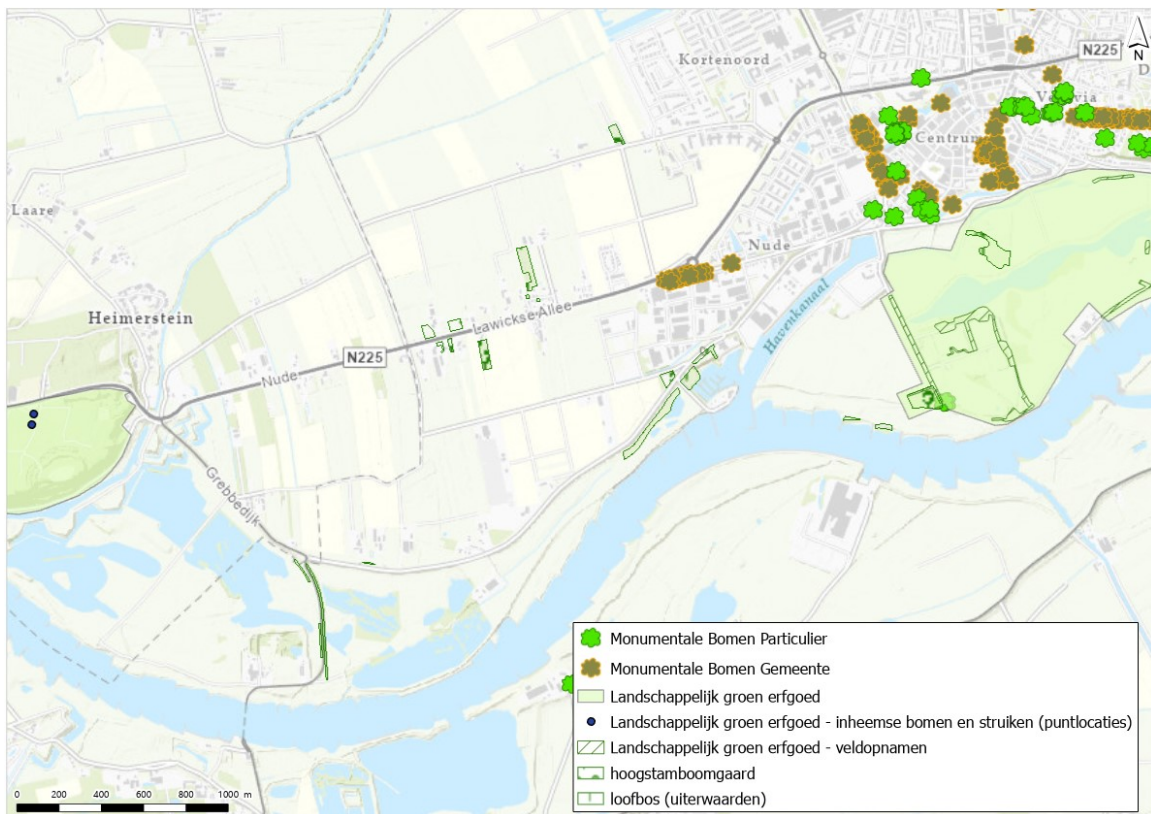 Kortenoord
N225
N
Centrum
Laare
Nude
Heimerstein
Lawickse Allee
N225
Nude
Havenkanaal
Grebbedijk
Monumentale Bomen Particulier
Monumentale Bomen Gemeente
Landschappelijk groen erfgoed
Landschappelijk groen erfgoed - inheemse bomen en struiken (puntlocaties)
Landschappelijk groen erfgoed - veldopnamen
hoogstamboomgaard
loofbos (uiterwaarden)
0 200 400 600 800 1000 m